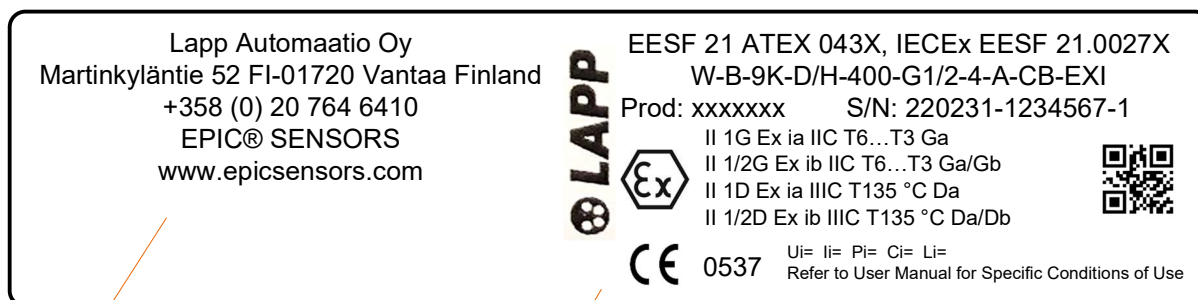 Lapp Automaatio Oy
Martinkyläntie 52 FI-01720 Vantaa Finland
+358 (0) 20 764 6410
EPIC® SENSORS
www.epicsensors.com
LAPP
EESF 21 ATEX 043X, IECEx EESF 21.0027X
W-B-9K-D/H-400-G1/2-4-A-CB-EXI
Prod: xxxxxxx S/N: 220231-1234567-1
II 1G Ex ia IIC T6…T3 Ga
II 1/2G Ex ib IIC T6…T3 Ga/Gb
II 1D Ex ia IIIC T135 °C Da
II 1/2D Ex ib IIIC T135 °C Da/Db
Ex
CE 0537
Ui= Ii= Pi= Ci= Li=
Refer to User Manual for Specific Conditions of Use